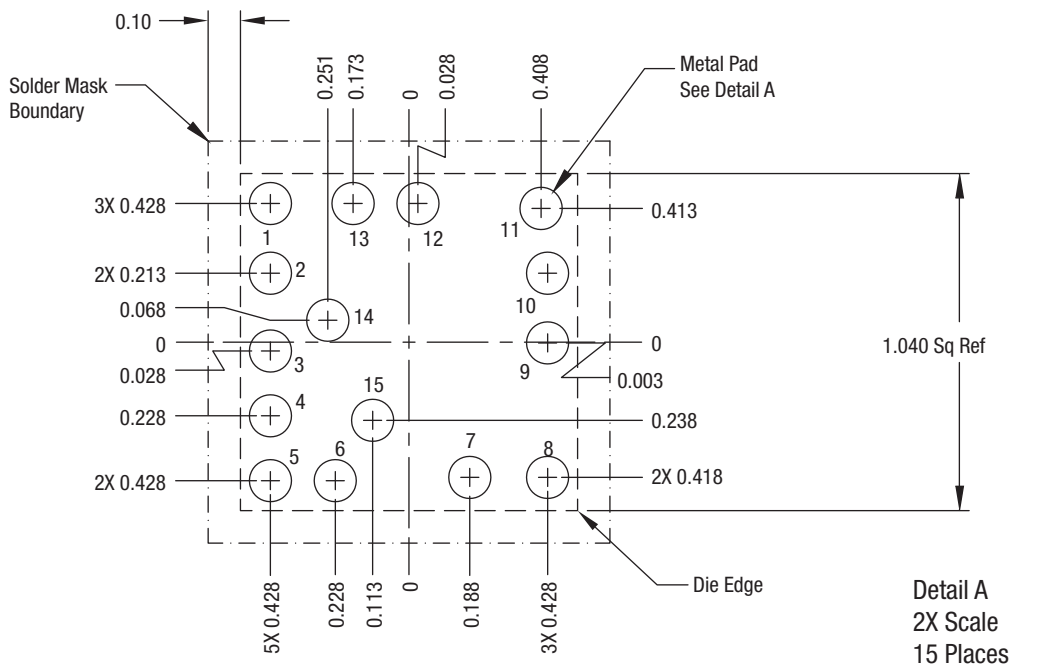 0.10
Solder Mask
Boundary
0.251
0.173
0
0.028
0.408
Metal Pad
See Detail A
3X 0.428
1
13
12
11
0.413
2X 0.213
2
10
0.068
14
0
3
9
0
1.040 Sq Ref
0.028
0.003
15
0.228
4
0.238
5
6
7
8
2X 0.428
2X 0.418
5X 0.428
0.228
0.113
0
0.188
3X 0.428
Die Edge
Detail A
2X Scale
15 Places